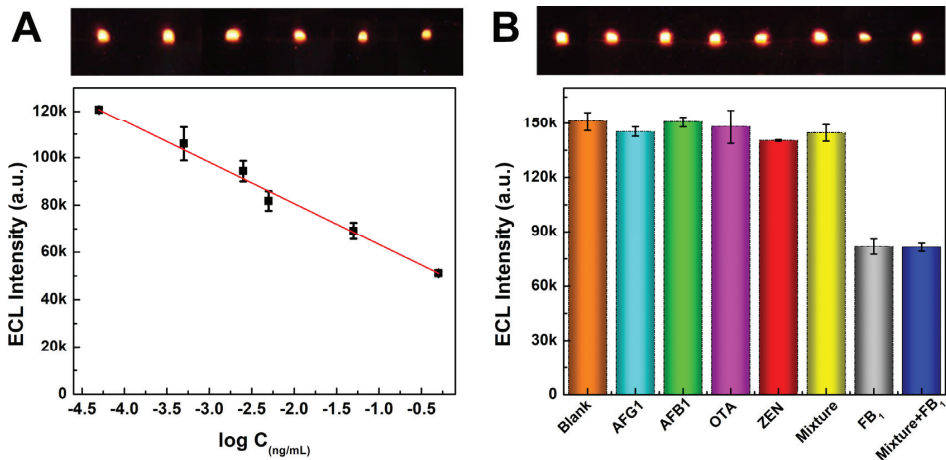 A
120k
100k
80k
60k
40k
20k
0
ECL Intensity (a.u.)
-4.5 -4.0 -3.5 -3.0 -2.5 -2.0 -1.5 -1.0 -0.5
log C(ng/mL)
B
150k
120k
90k
60k
30k
0
ECL Intensity (a.u.)
Blank
AFG1
AFB1
OTA
ZEN
Mixture
FB1
Mixture+FB1